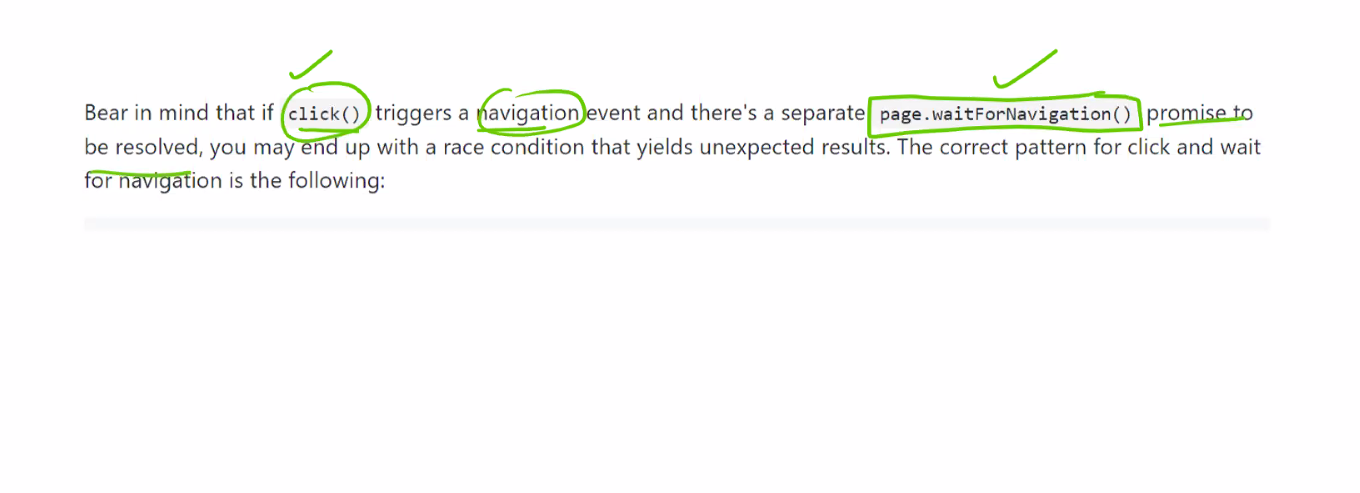 Bear in mind that if click() triggers a navigation event and there's a separate page.waitForNavigation() promise to
be resolved, you may end up with a race condition that yields unexpected results. The correct pattern for click and wait
for navigation is the following: